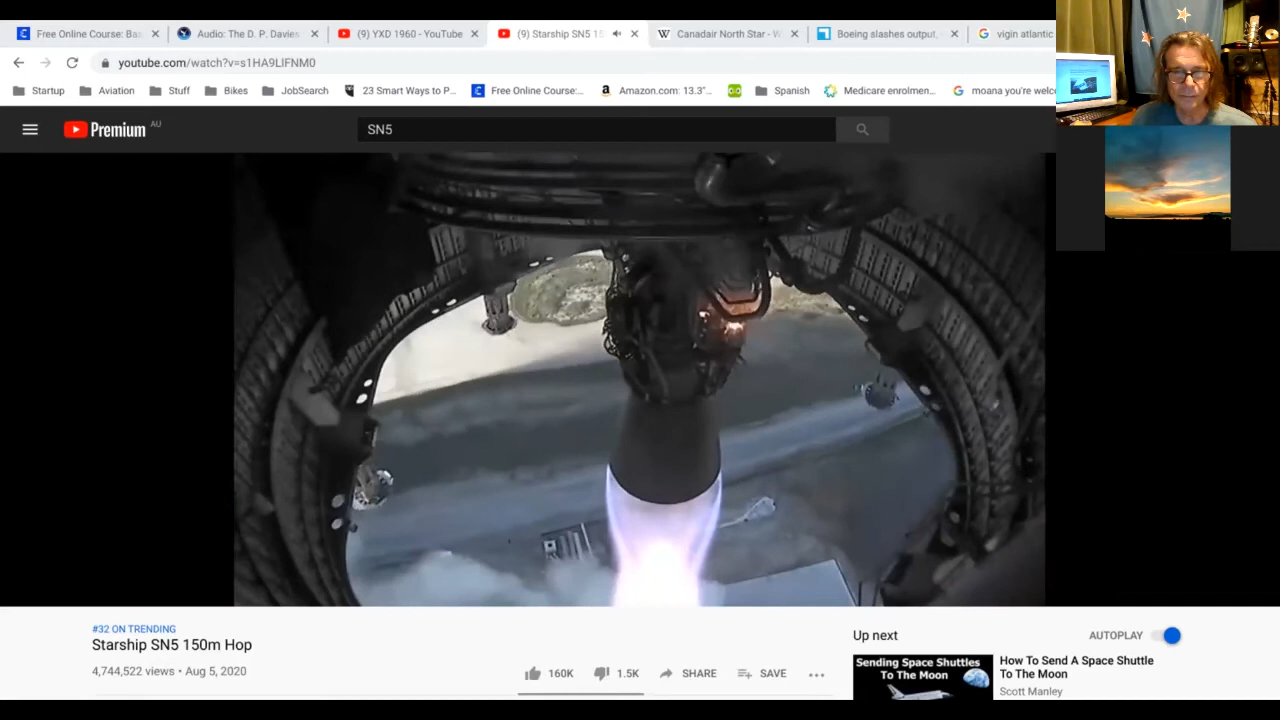 Free Online Course: Ba
Audio: The D. P. Davies
(9) YXD 1960 - YouTube
(9) Starship SN5 15
Canadair North Star - W
Boeing slashes output,
vigin atlantic
youtube.com/watch?v=s1HA9LlFNM0
Startup
Aviation
Stuff
Bikes
JobSearch
23 Smart Ways to P...
Free Online Course:...
Amazon.com: 13.3"...
Spanish
Medicare enrolmen...
moana you're welc
Premium AU
SN5
#32 ON TRENDING
Starship SN5 150m Hop
4,744,522 views • Aug 5, 2020
160K
1.5K
SHARE
SAVE
Up next
AUTOPLAY
Sending Space Shuttles
To The Moon
How To Send A Space Shuttle
To The Moon
Scott Manley